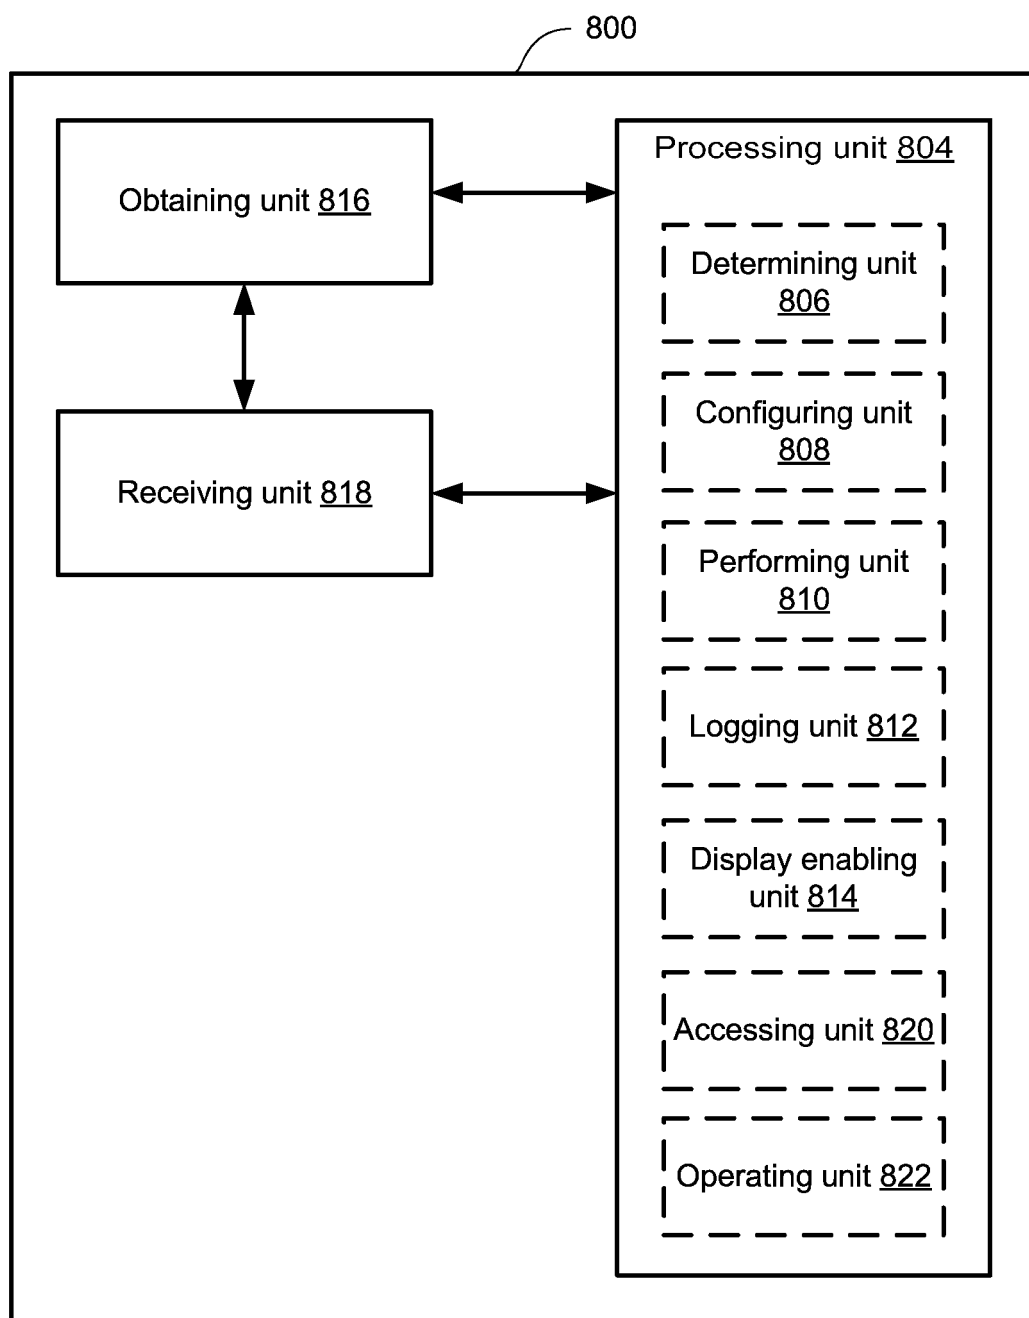 800
Obtaining unit 816
Receiving unit 818
Processing unit 804
Determining unit
806
Configuring unit
808
Performing unit
810
Logging unit 812
Display enabling
unit 814
Accessing unit 820
Operating unit 822